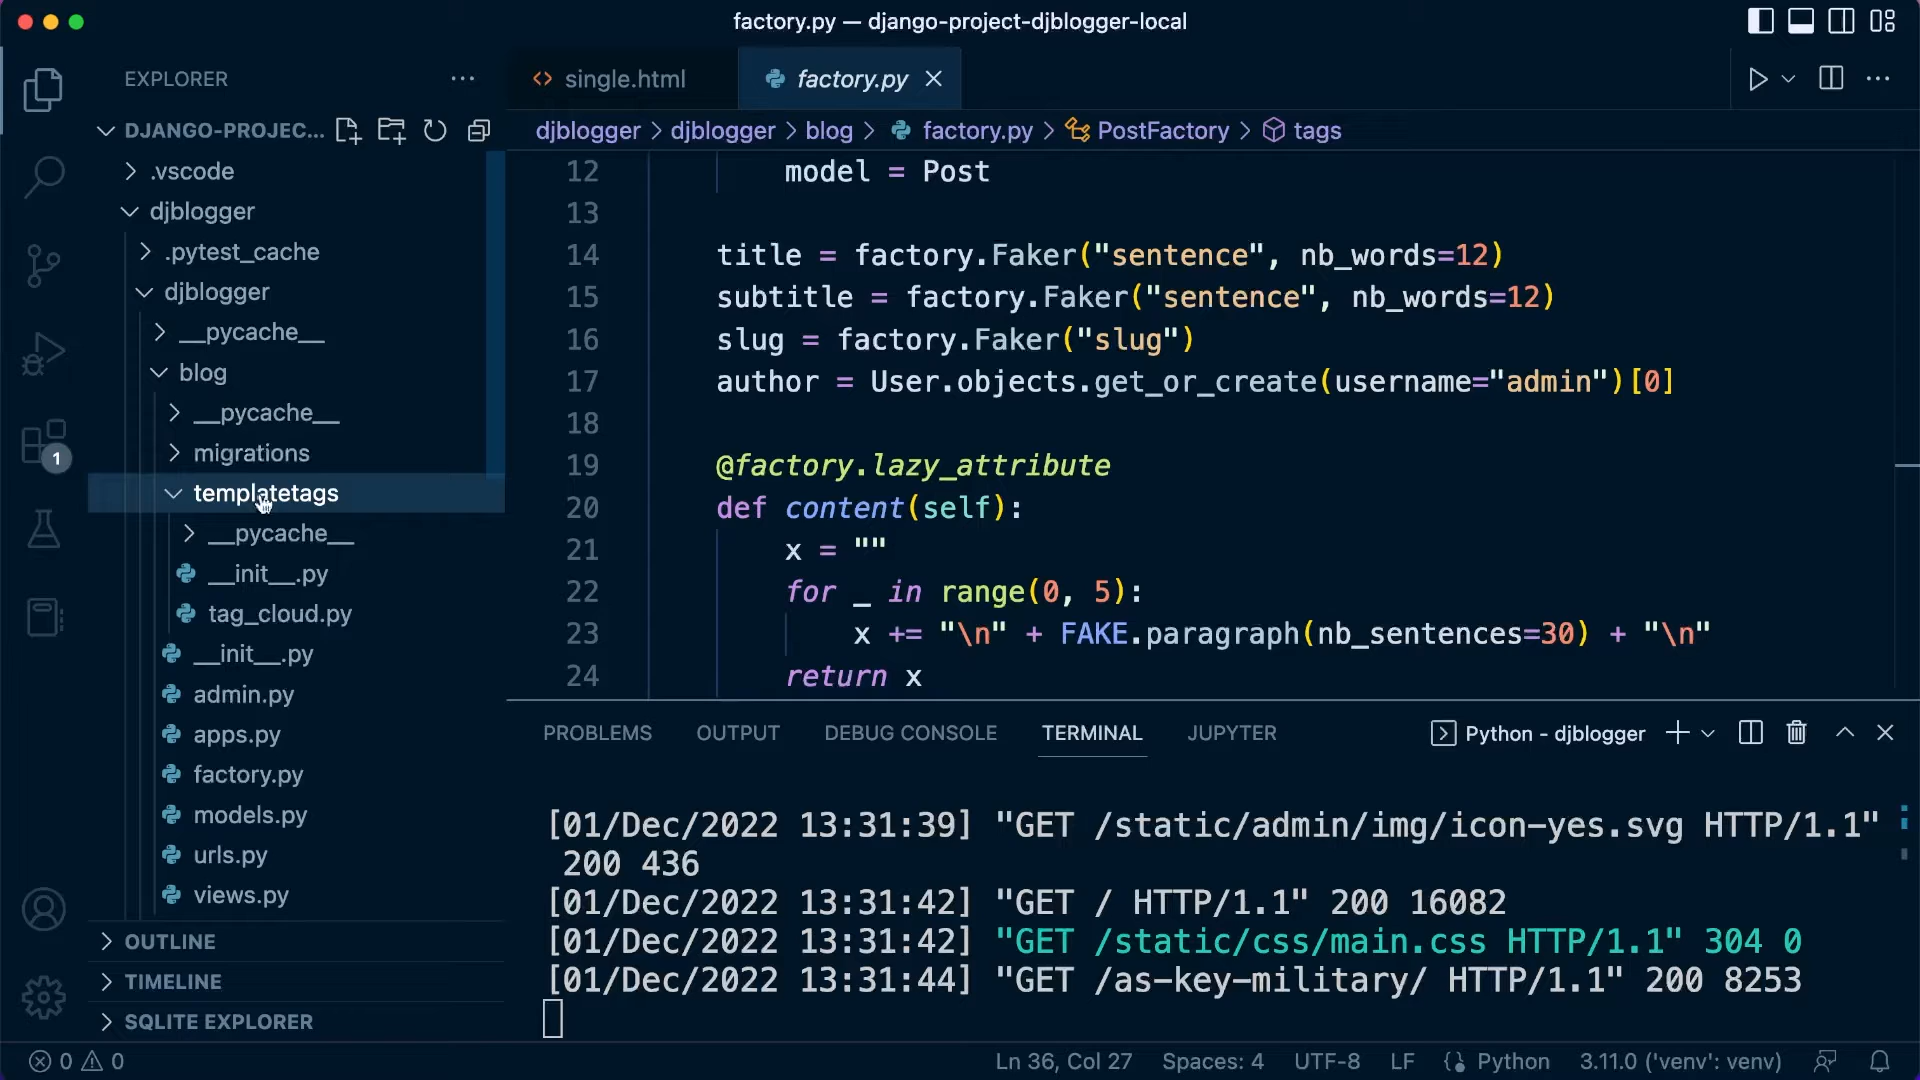 factory.py — django-project-djblogger-local
EXPLORER
DJANGO-PROJEC...
.vscode
djblogger
.pytest_cache
djblogger
__pycache__
blog
__pycache__
migrations
templatetags
__pycache__
__init__.py
tag_cloud.py
__init__.py
admin.py
apps.py
factory.py
models.py
urls.py
views.py
OUTLINE
TIMELINE
SQLITE EXPLORER
1
single.html
factory.py
djblogger > djblogger > blog > factory.py > PostFactory > tags
12 model = Post
13
14 title = factory.Faker("sentence", nb_words=12)
15 subtitle = factory.Faker("sentence", nb_words=12)
16 slug = factory.Faker("slug")
17 author = User.objects.get_or_create(username="admin")[0]
18
19 @factory.lazy_attribute
20 def content(self):
21 x = ""
22 for _ in range(0, 5):
23 x += "\n" + FAKE.paragraph(nb_sentences=30) + "\n"
24 return x
PROBLEMS OUTPUT DEBUG CONSOLE TERMINAL JUPYTER Python - djblogger
[01/Dec/2022 13:31:39] "GET /static/admin/img/icon-yes.svg HTTP/1.1"
200 436
[01/Dec/2022 13:31:42] "GET / HTTP/1.1" 200 16082
[01/Dec/2022 13:31:42] "GET /static/css/main.css HTTP/1.1" 304 0
[01/Dec/2022 13:31:44] "GET /as-key-military/ HTTP/1.1" 200 8253
0 0 Ln 36, Col 27 Spaces: 4 UTF-8 LF Python 3.11.0 ('venv': venv)